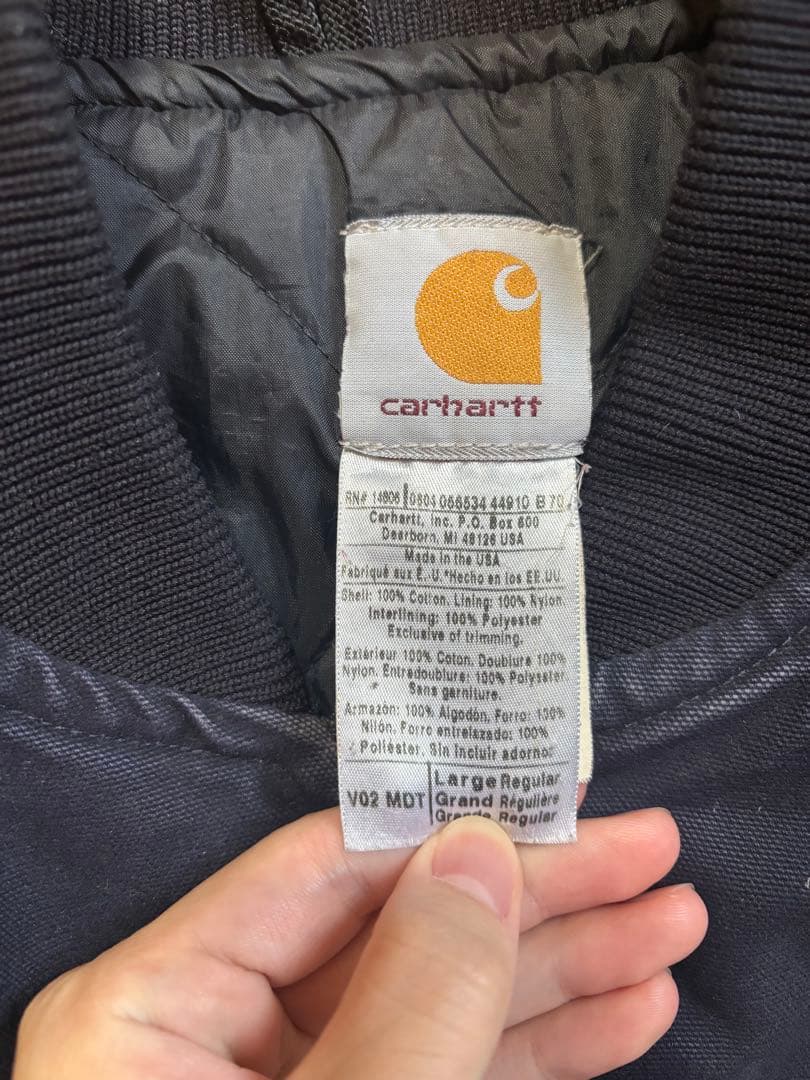 carhartt
RN# 14806 0804 056534 44910 B 70
Carhartt, Inc. P.O. Box 600
Dearborn, MI 48126 USA
Made in the USA
Fabriqué aux É. U.*Hecho en los EE.UU.
Shell: 100% Cotton. Lining: 100% Nylon.
Interlining: 100% Polyester
Exclusive of trimming.
Extérieur 100% Coton. Doublure 100%
Nylon. Entredoublure: 100% Polyester
Sans garniture.
Armazón: 100% Algodón. Forro: 100%
Nilón. Forro entrelazado: 100%
Poliéster. Sin incluir adorno:
V02 MDT
Large Regular
Grand Régulière
Grande Regular